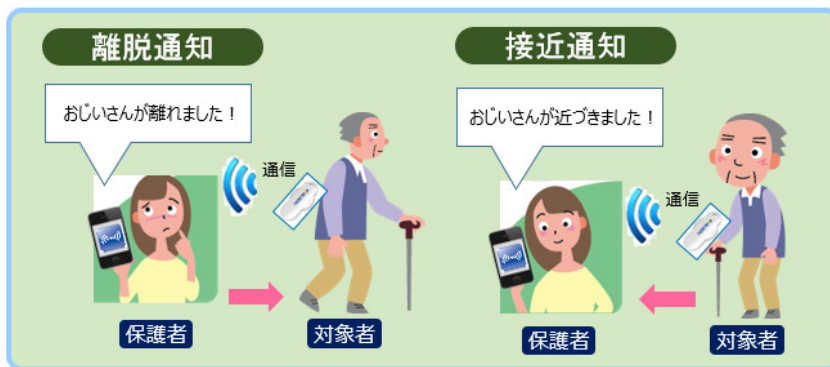 離脱通知
おじいさんが離れました！
通信
保護者
対象者
接近通知
おじいさんが近づきました！
通信
保護者
対象者